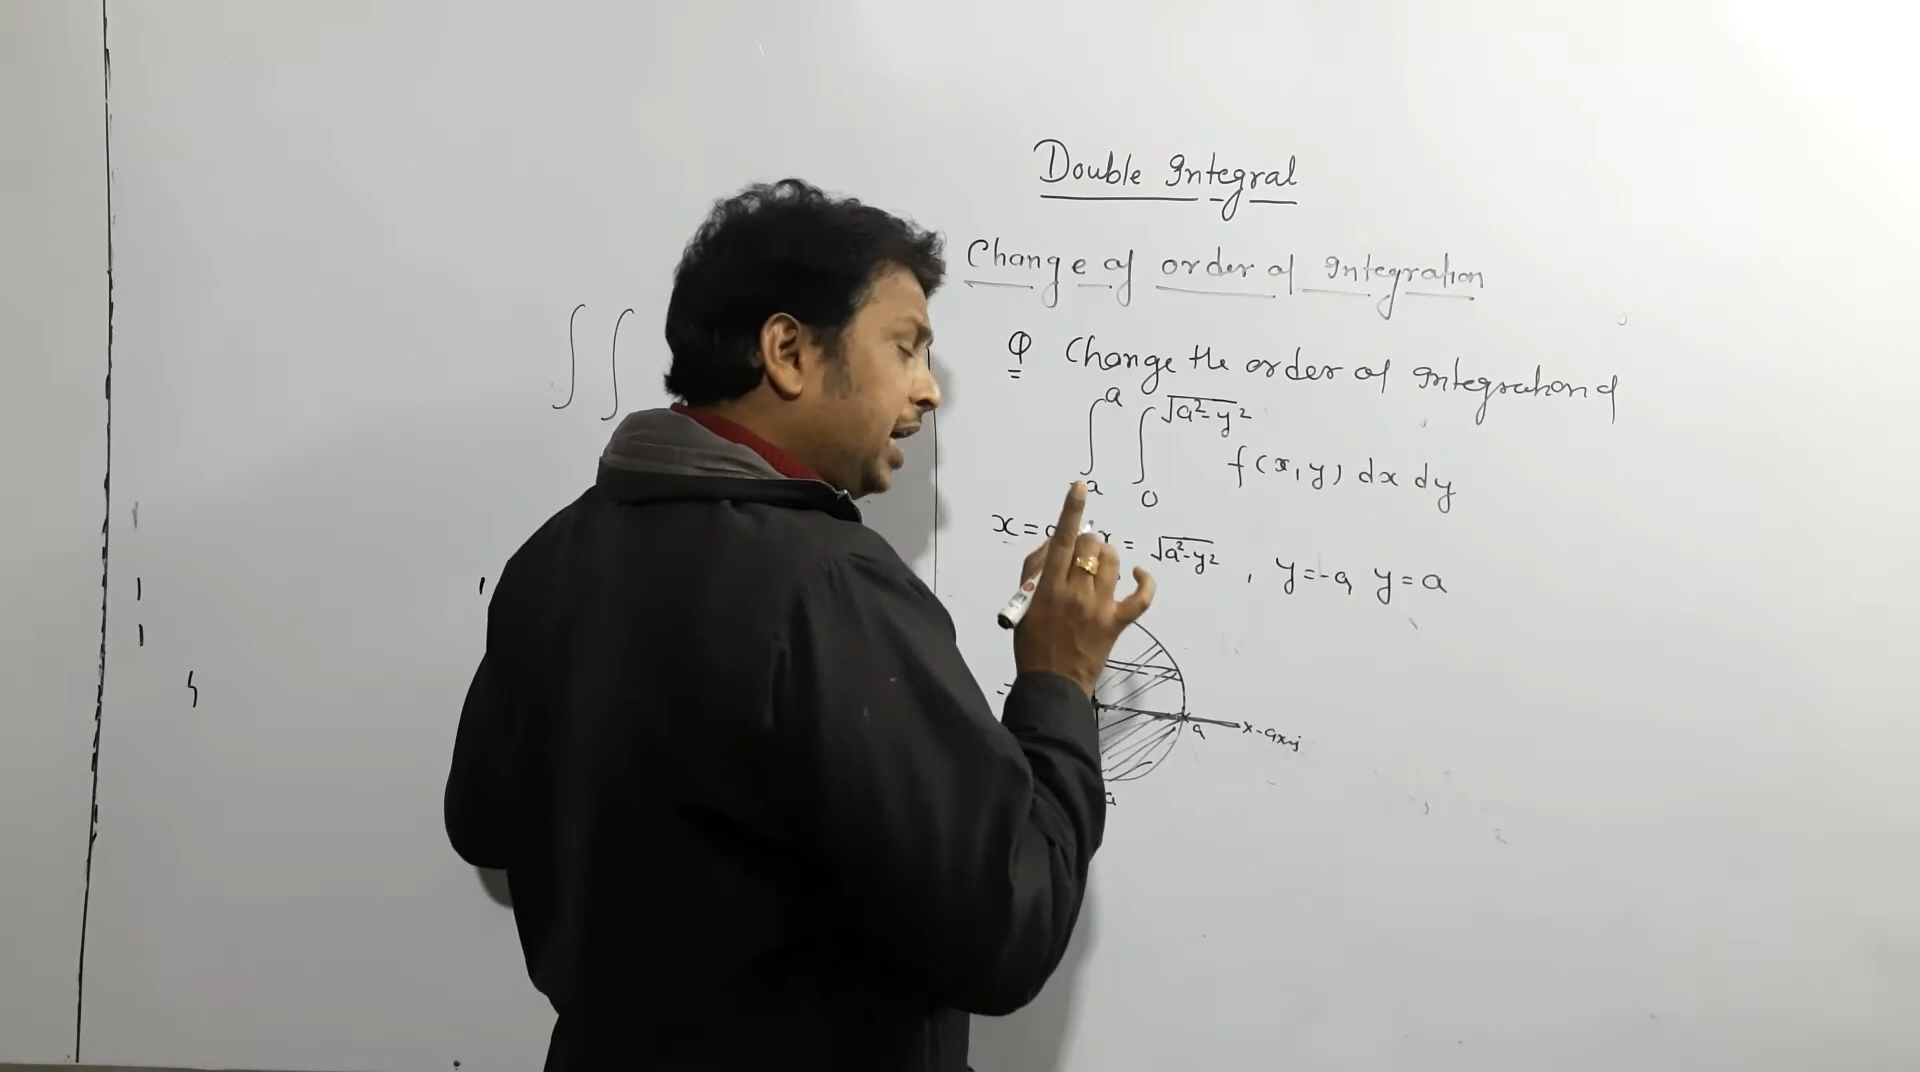 Double Integral
Change of order of Integration
∫∫
Q Change the order of Integration of
∫_{-a}^{a} ∫_{0}^{√a²-y²} f(x,y) dx dy
x = = √a²-y² , y=-a, y=a
a x-axis
a